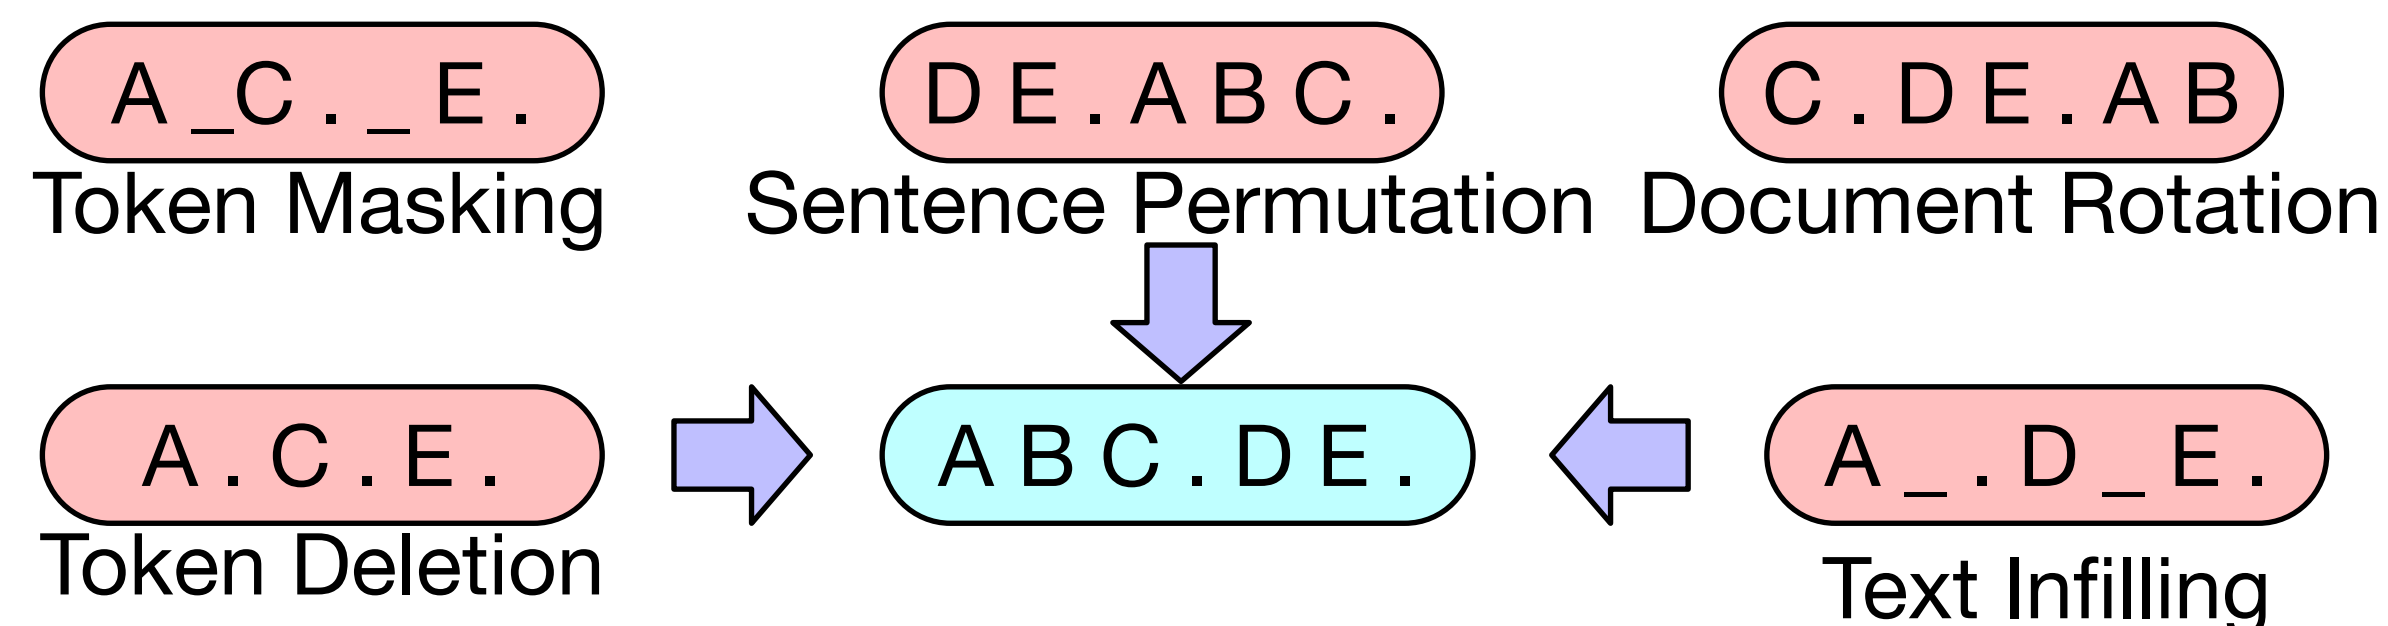 A _C . _ E .
D E . A B C .
C . D E . A B
Token Masking
Sentence Permutation
Document Rotation
A . C . E .
A B C . D E .
A _ . D _ E .
Token Deletion
Text Infilling